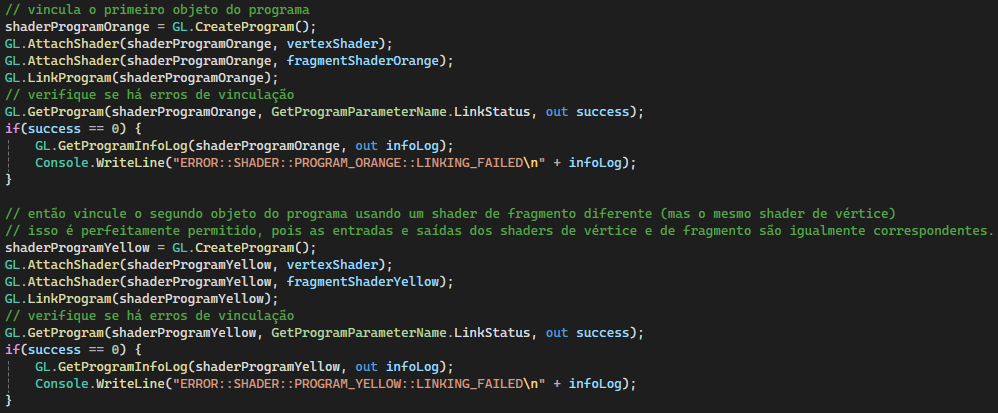 // vincula o primeiro objeto do programa
shaderProgramOrange = GL.CreateProgram();
GL.AttachShader(shaderProgramOrange, vertexShader);
GL.AttachShader(shaderProgramOrange, fragmentShaderOrange);
GL.LinkProgram(shaderProgramOrange);
// verifique se há erros de vinculação
GL.GetProgram(shaderProgramOrange, GetProgramParameterName.LinkStatus, out success);
if(success == 0) {
    GL.GetProgramInfoLog(shaderProgramOrange, out infoLog);
    Console.WriteLine("ERROR::SHADER::PROGRAM_ORANGE::LINKING_FAILED\n" + infoLog);
}

// então vincule o segundo objeto do programa usando um shader de fragmento diferente (mas o mesmo shader de vértice)
// isso é perfeitamente permitido, pois as entradas e saídas dos shaders de vértice e de fragmento são igualmente correspondentes.
shaderProgramYellow = GL.CreateProgram();
GL.AttachShader(shaderProgramYellow, vertexShader);
GL.AttachShader(shaderProgramYellow, fragmentShaderYellow);
GL.LinkProgram(shaderProgramYellow);
// verifique se há erros de vinculação
GL.GetProgram(shaderProgramYellow, GetProgramParameterName.LinkStatus, out success);
if(success == 0) {
    GL.GetProgramInfoLog(shaderProgramYellow, out infoLog);
    Console.WriteLine("ERROR::SHADER::PROGRAM_YELLOW::LINKING_FAILED\n" + infoLog);
}